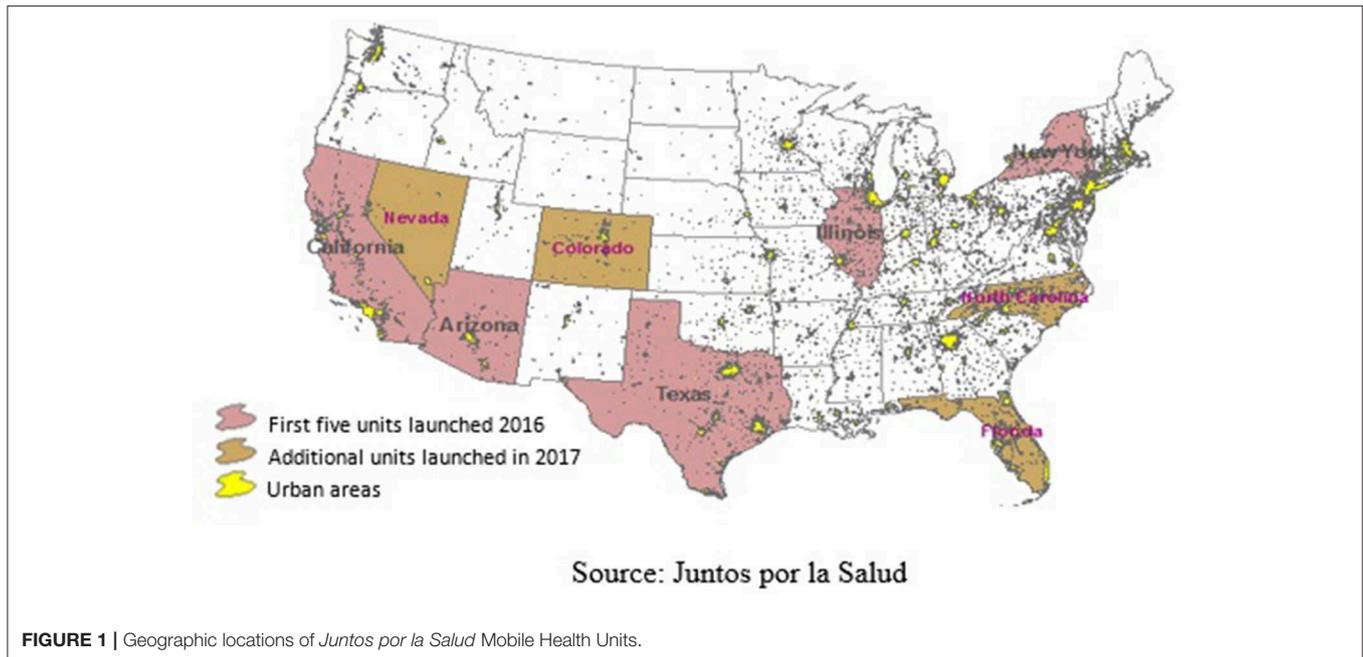 New York
Nevada
Illinois
California
Colorado
North Carolina
Arizona
Texas
First five units launched 2016
Florida
Additional units launched in 2017
Urban areas
Source: Juntos por la Salud
FIGURE 1 | Geographic locations of Juntos por la Salud Mobile Health Units.